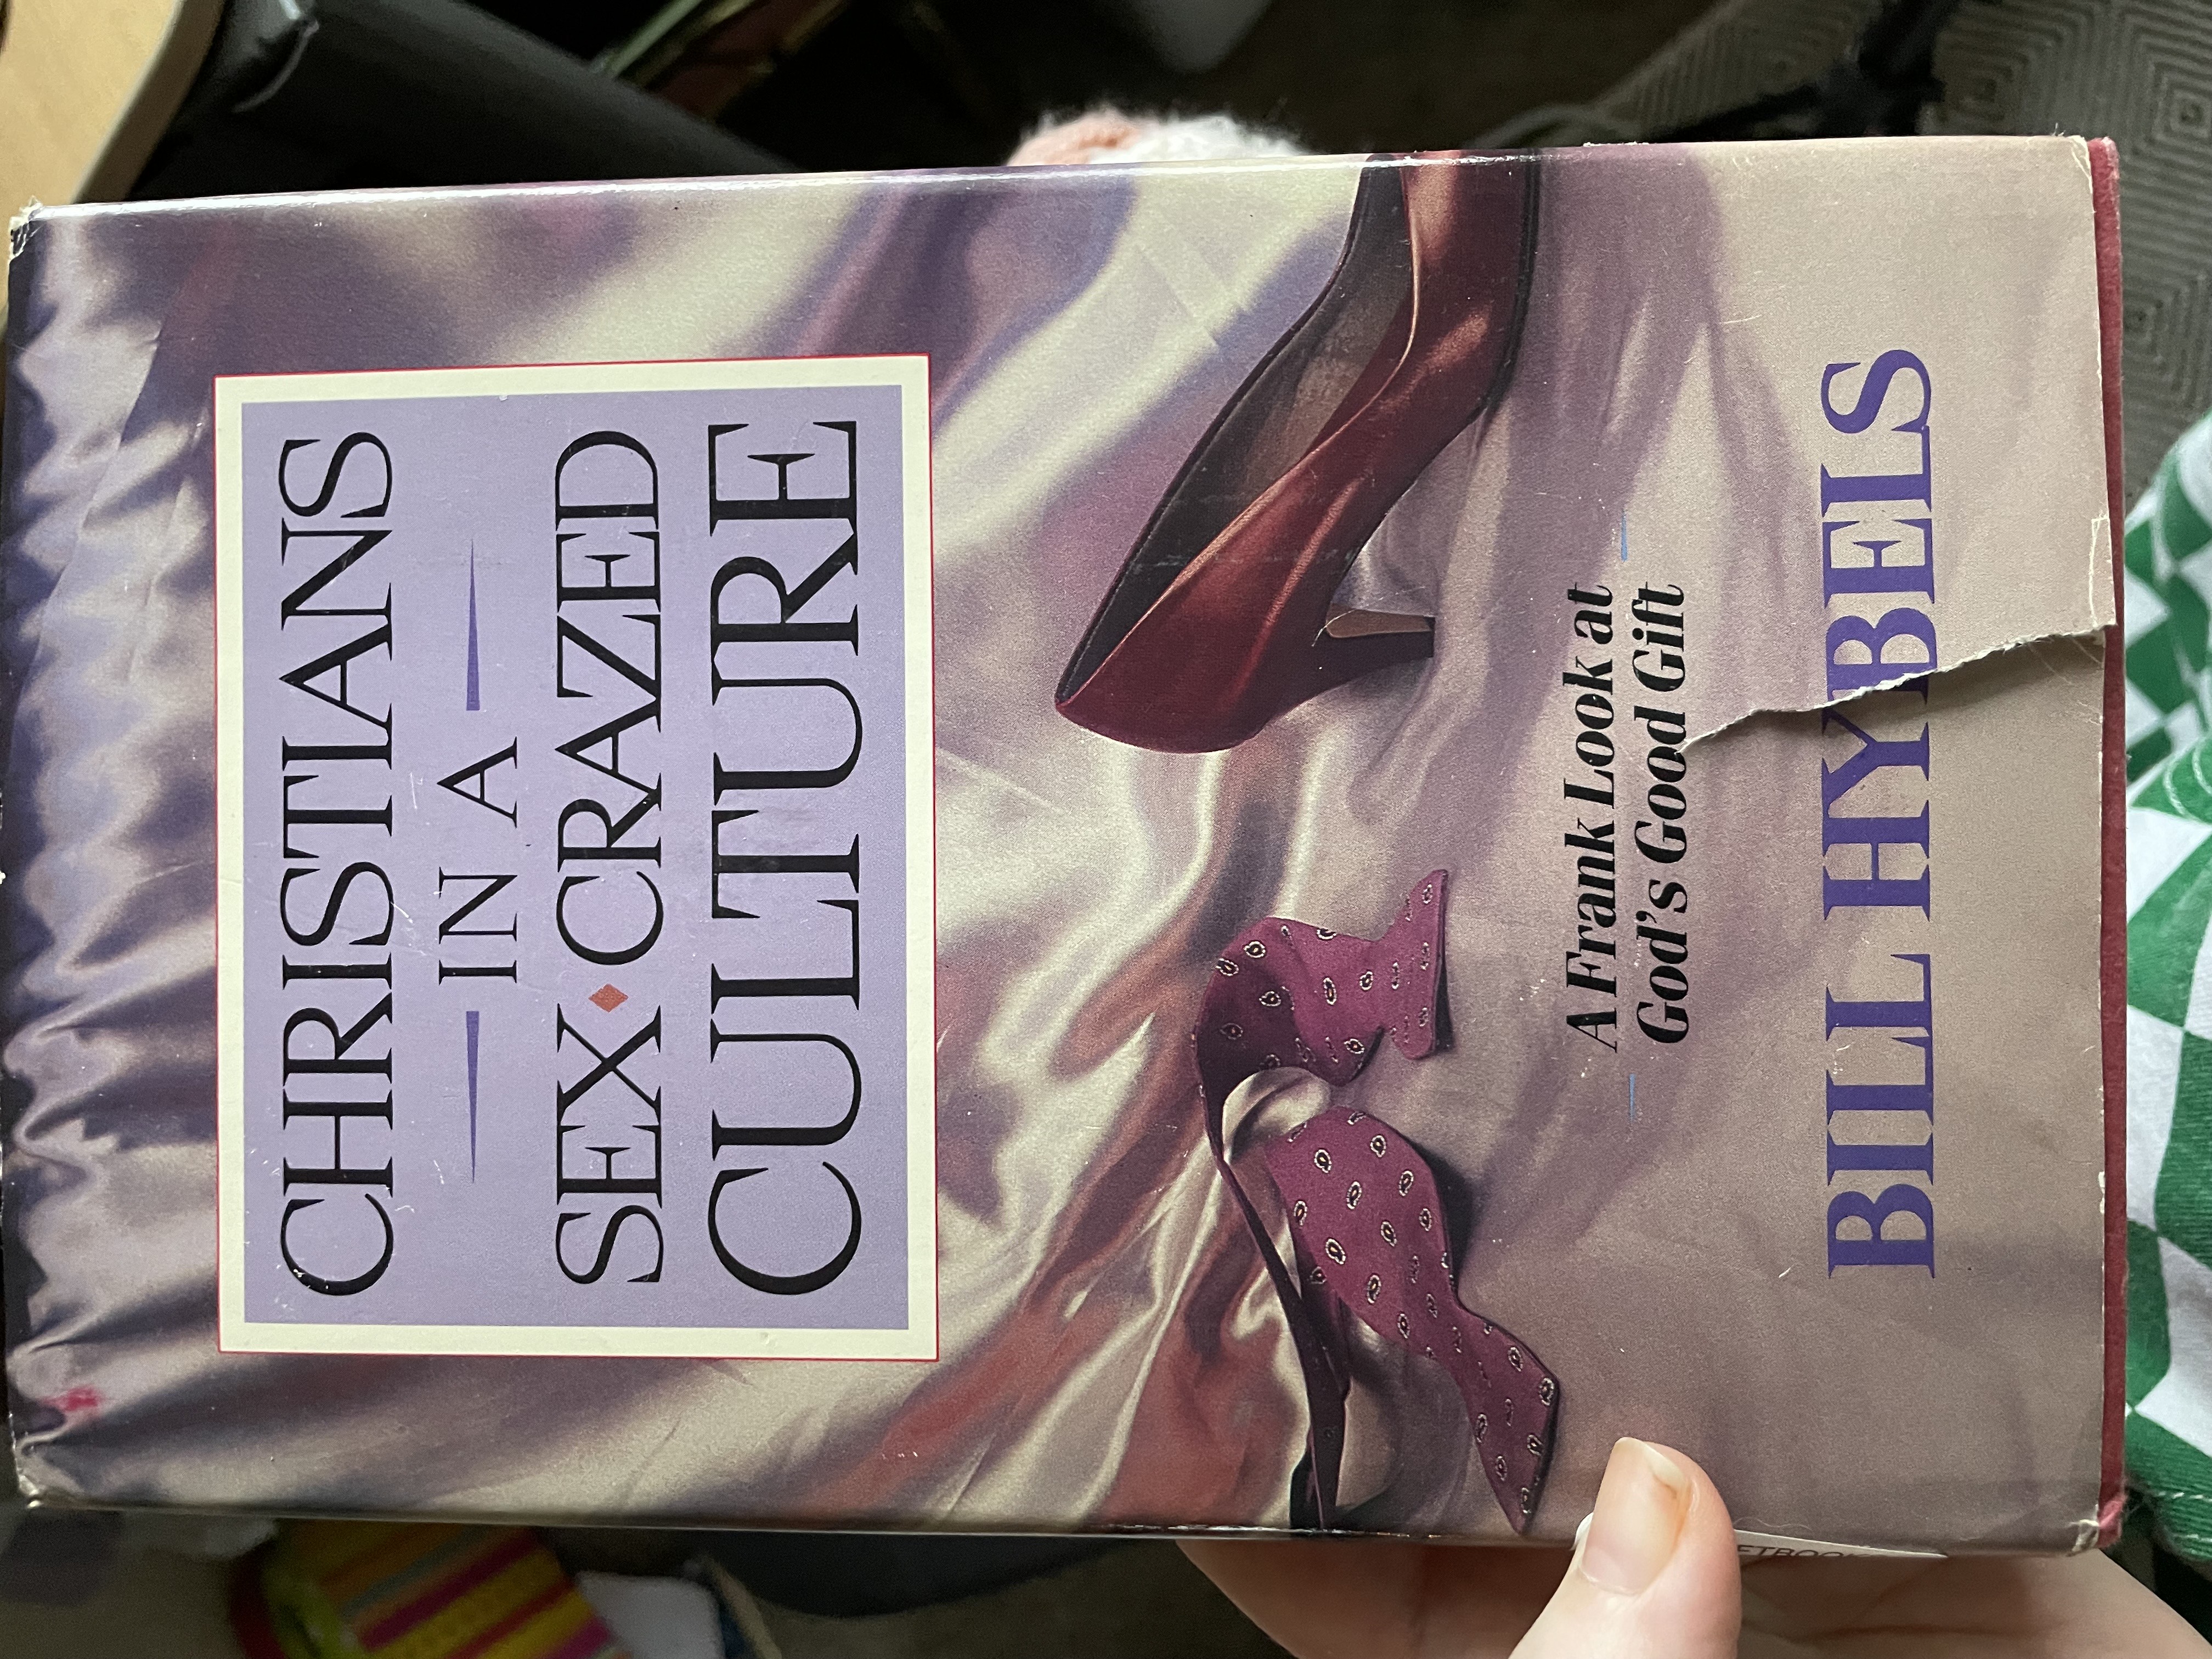 CHRISTIANS
IN A
SEX CRAZED
CULTURE
A Frank Look at
God's Good Gift
BILL HYBELS